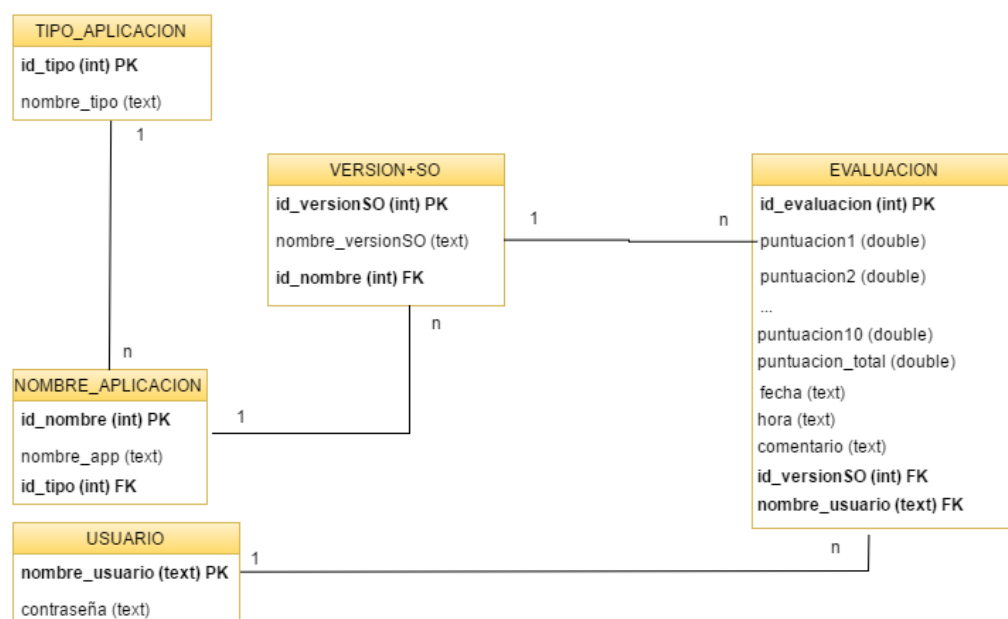 TIPO_APLICACION
id_tipo (int) PK
nombre_tipo (text)
1
n
NOMBRE_APLICACION
id_nombre (int) PK
nombre_app (text)
id_tipo (int) FK
1
n
VERSION+SO
id_versionSO (int) PK
nombre_versionSO (text)
id_nombre (int) FK
1
n
EVALUACION
id_evaluacion (int) PK
puntuacion1 (double)
puntuacion2 (double)
...
puntuacion10 (double)
puntuacion_total (double)
fecha (text)
hora (text)
comentario (text)
id_versionSO (int) FK
nombre_usuario (text) FK
n
USUARIO
1
nombre_usuario (text) PK
contraseña (text)